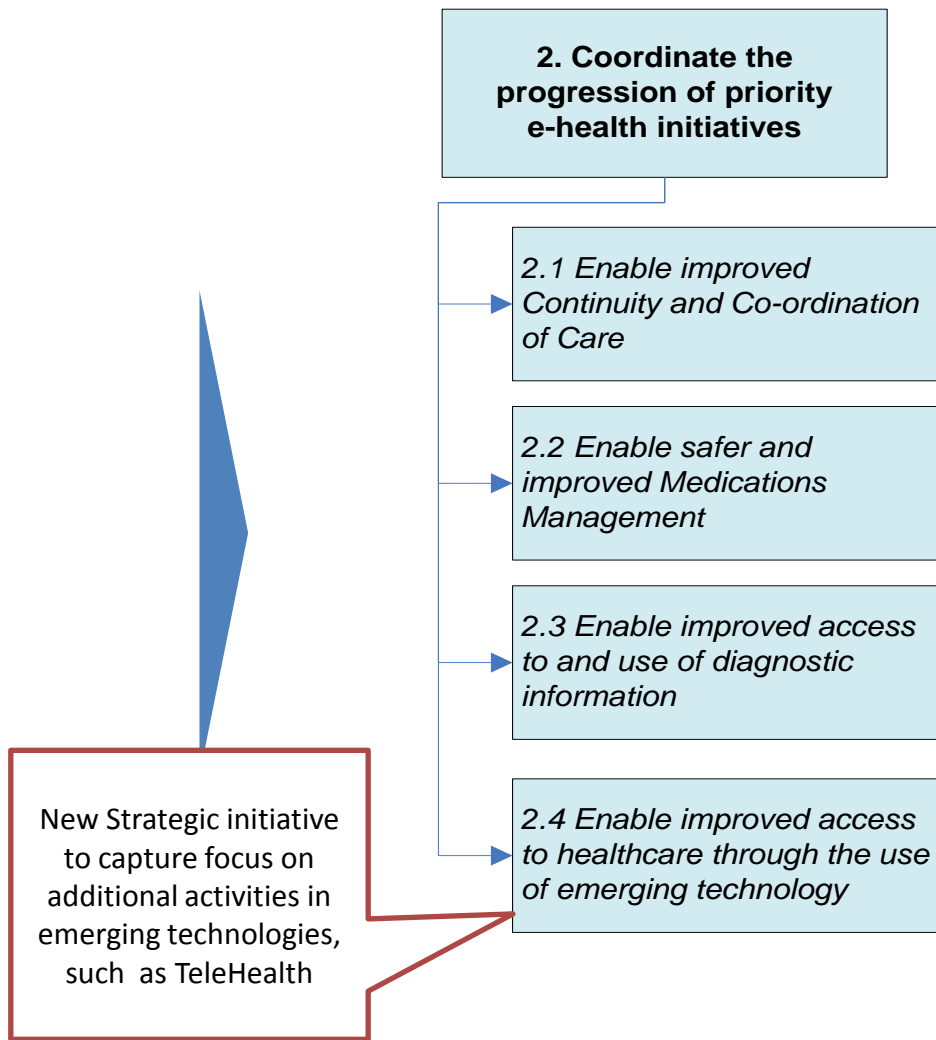 2. Coordinate the
progression of priority
e-health initiatives
2.1 Enable improved
Continuity and Co-ordination
of Care
2.2 Enable safer and
improved Medications
Management
2.3 Enable improved access
to and use of diagnostic
information
2.4 Enable improved access
to healthcare through the use
of emerging technology
New Strategic initiative
to capture focus on
additional activities in
emerging technologies,
such as TeleHealth